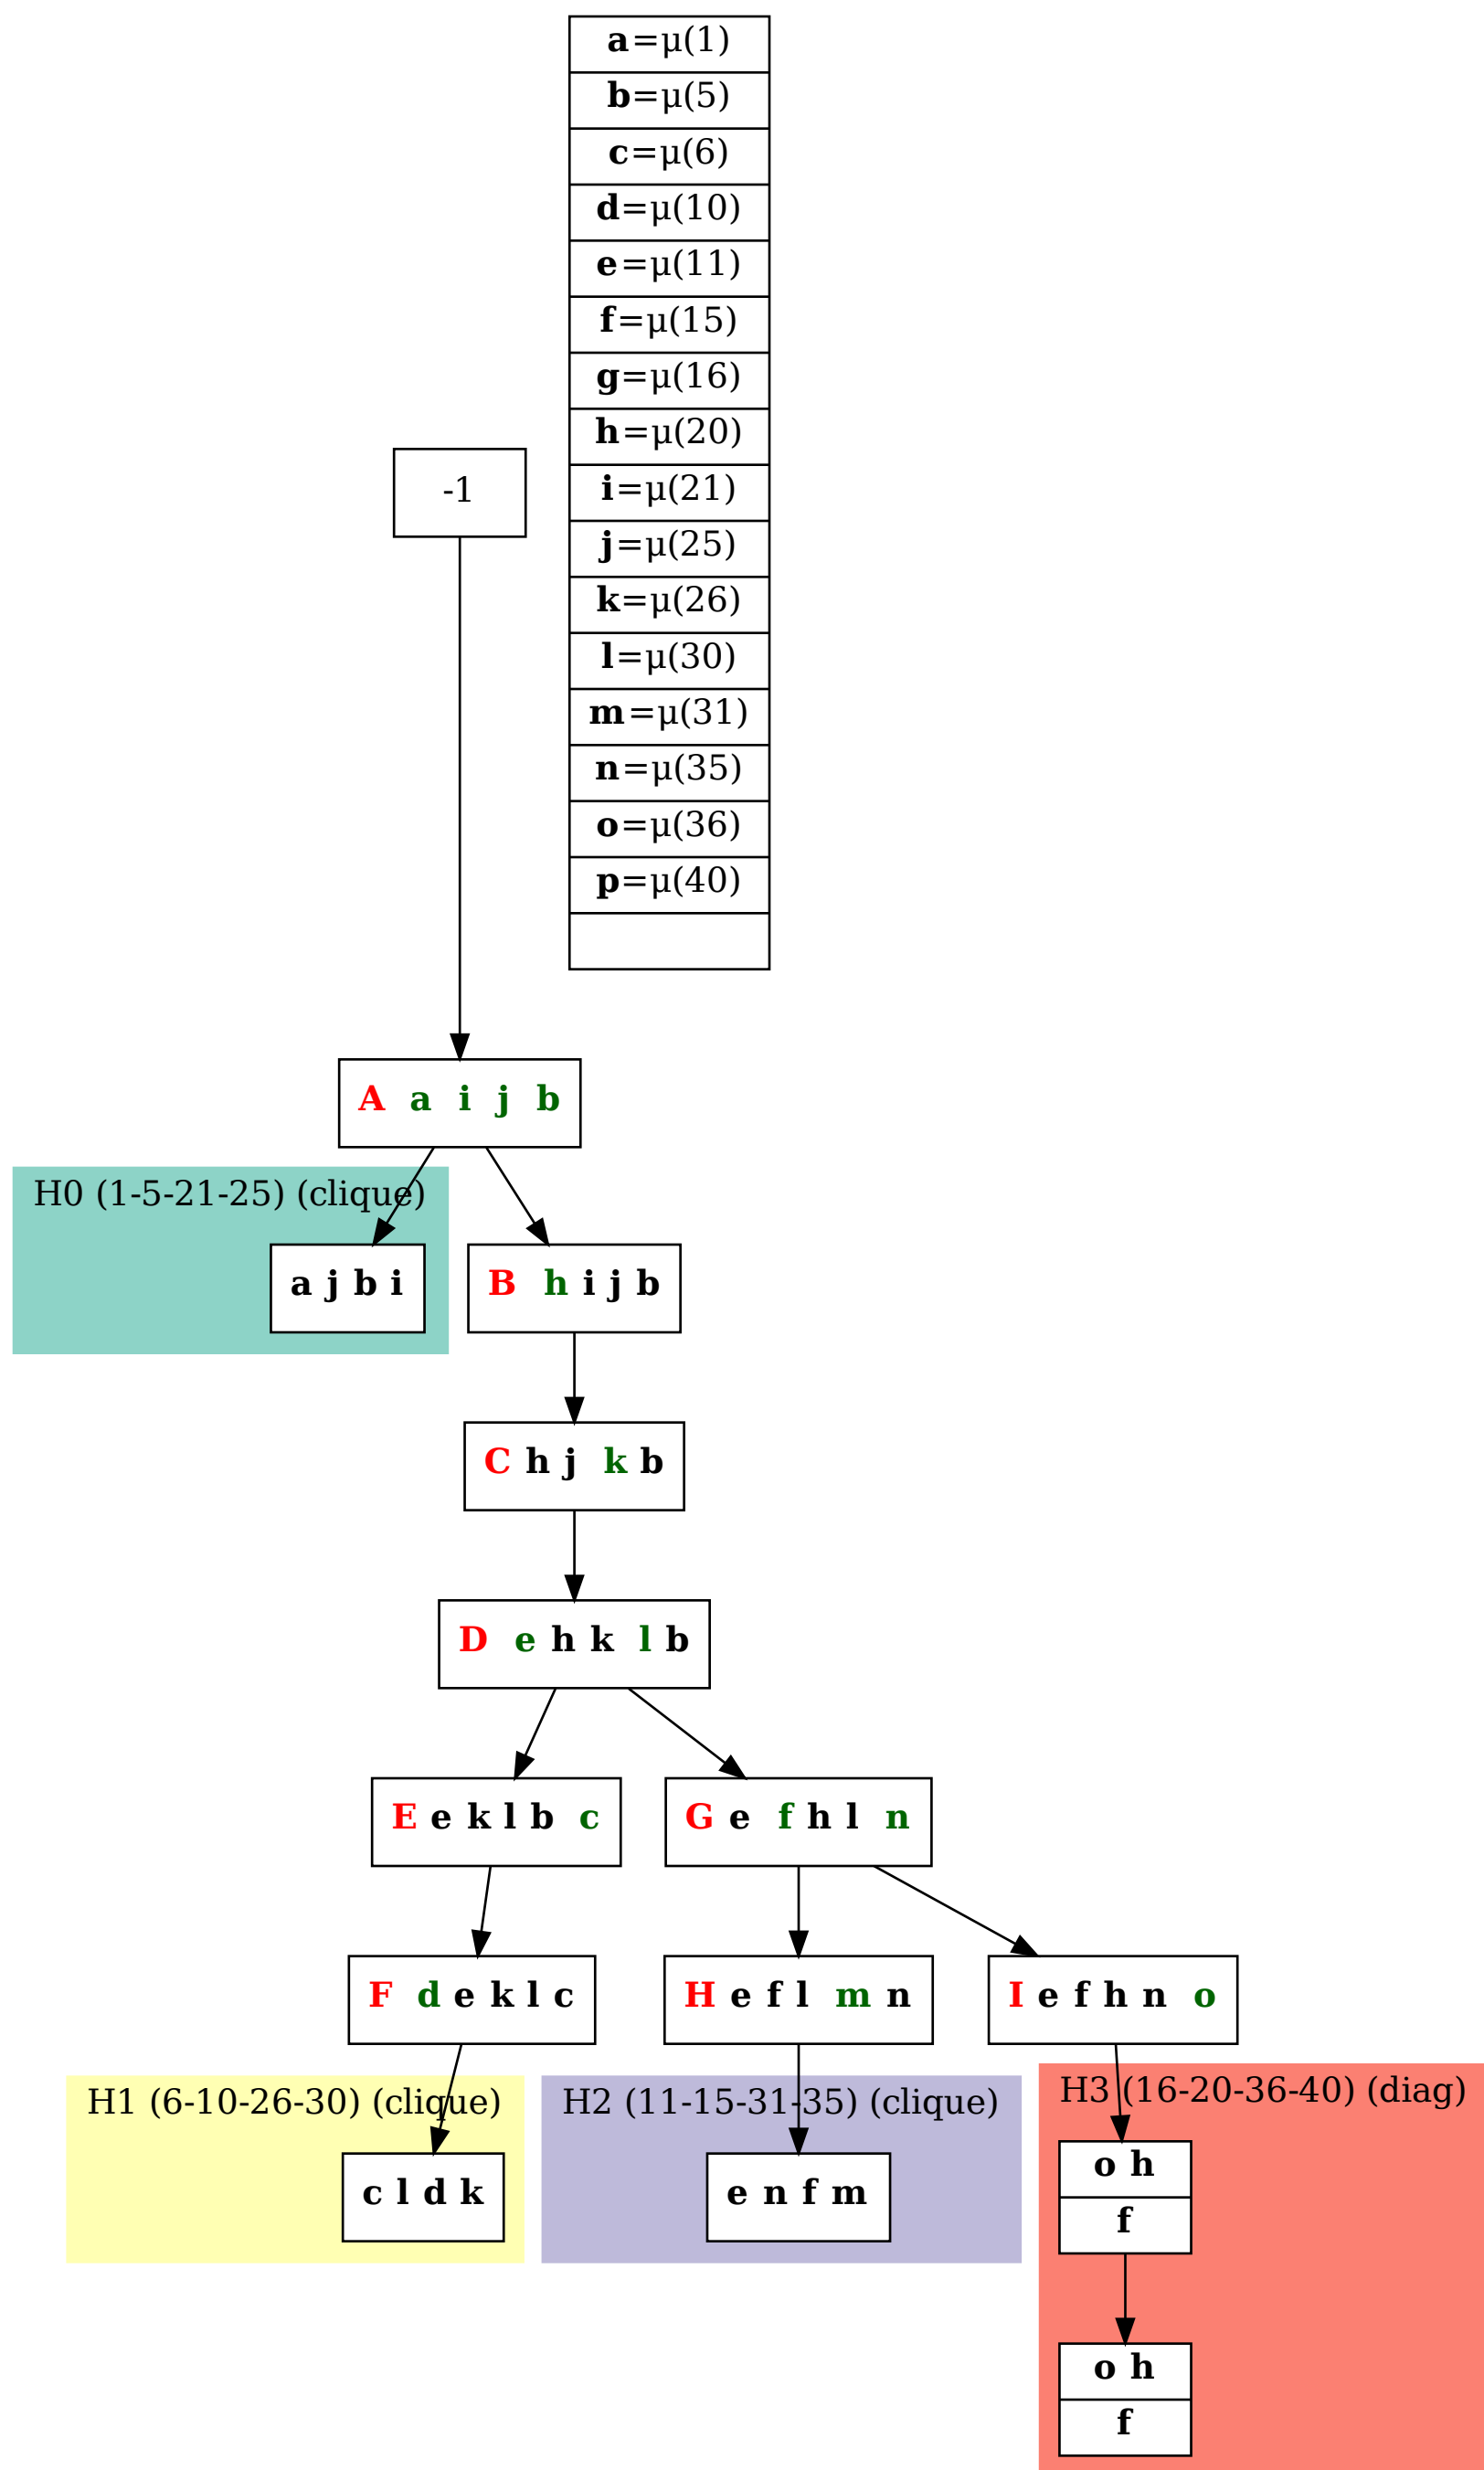 a=μ(1)
b=μ(5)
c=μ(6)
d=μ(10)
e=μ(11)
f=μ(15)
g=μ(16)
h=μ(20)
i=μ(21)
j=μ(25)
k=μ(26)
l=μ(30)
m=μ(31)
n=μ(35)
o=μ(36)
p=μ(40)
-1
A a i j b
H0 (1-5-21-25) (clique)
a j b i
B h i j b
C h j k b
D e h k l b
E e k l b c
G e f h l n
F d e k l c
H e f l m n
I e f h n o
H1 (6-10-26-30) (clique)
c l d k
H2 (11-15-31-35) (clique)
e n f m
H3 (16-20-36-40) (diag)
o h
f
o h
f